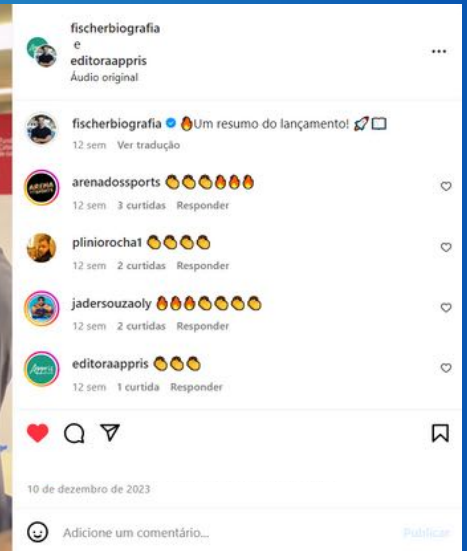 fischerbiografia
e
editoraappris
Áudio original
fischerbiografia 🔥Um resumo do lançamento! 🚀📖
12 sem Ver tradução
arenadossports 👏👏👏🔥🔥🔥
12 sem 3 curtidas Responder
pliniorocha1 👏👏👏👏
12 sem 2 curtidas Responder
jadersouzaoly 🔥🔥🔥👏👏👏👏
12 sem 2 curtidas Responder
editoraappris 👏👏👏
12 sem 1 curtida Responder
10 de dezembro de 2023
Adicione um comentário...
Publicar